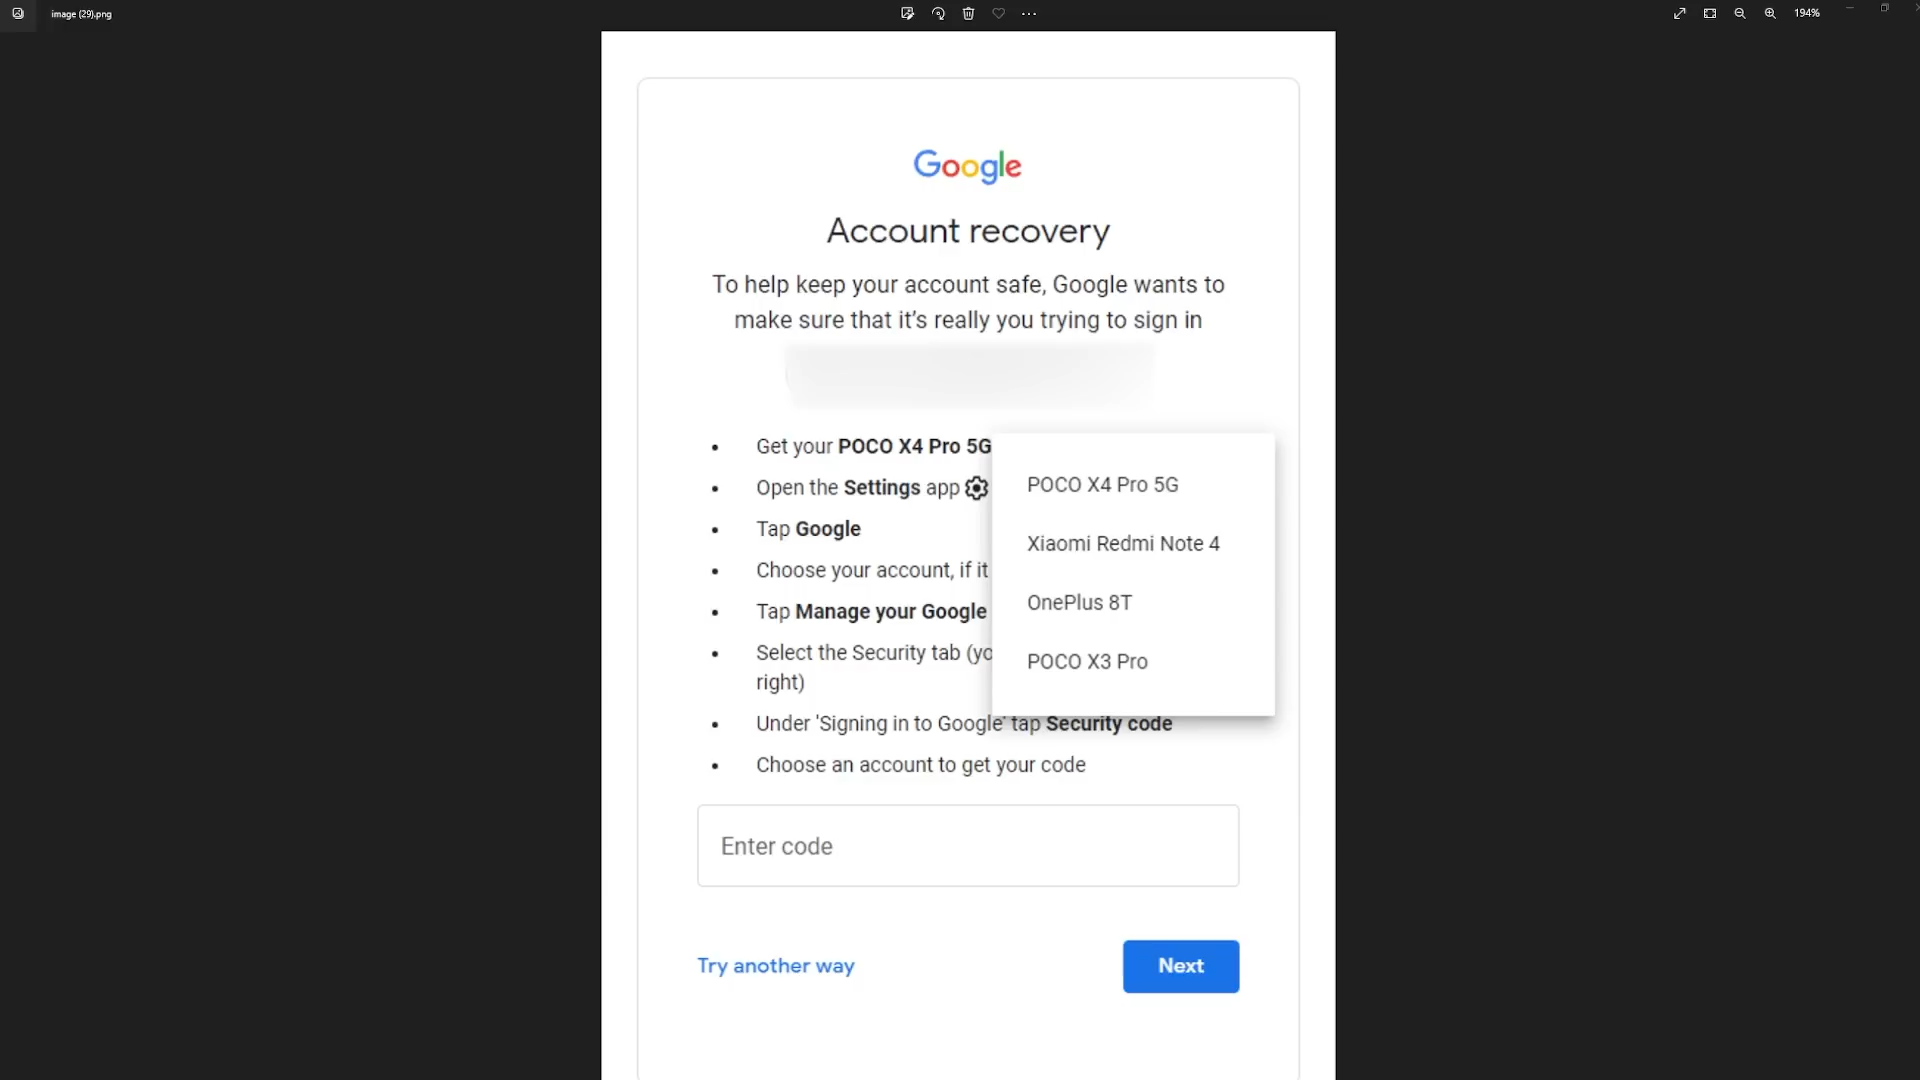 image (29).png
194%
Google
Account recovery
To help keep your account safe, Google wants to
make sure that it’s really you trying to sign in
• Get your POCO X4 Pro 5G
• Open the Settings app
• Tap Google
• Choose your account, if it
• Tap Manage your Google
• Select the Security tab (yo
right)
• Under 'Signing in to Google' tap Security code
• Choose an account to get your code
POCO X4 Pro 5G
Xiaomi Redmi Note 4
OnePlus 8T
POCO X3 Pro
Enter code
Try another way
Next